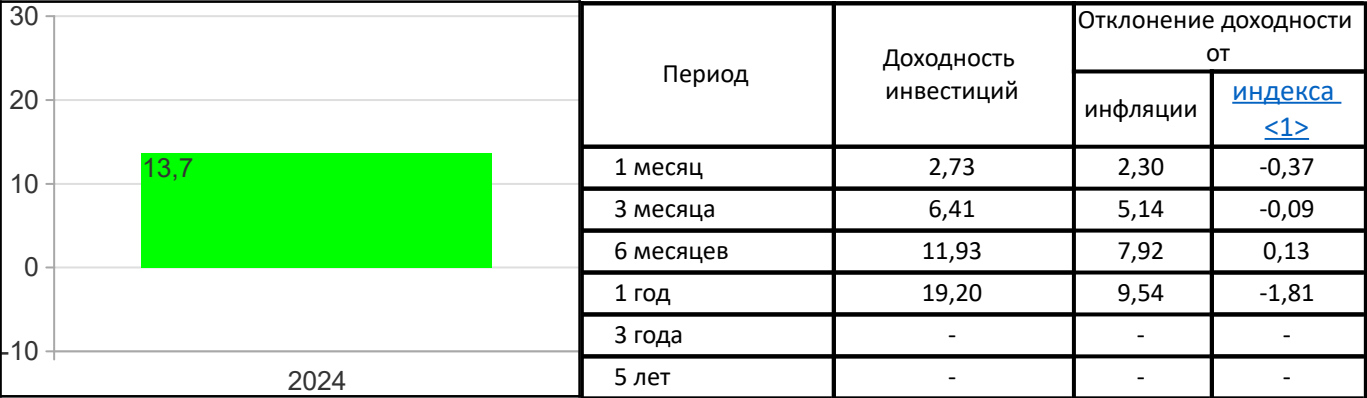 30
20
10
0
-10
13,7
2024
Период
Доходность
инвестиций
Отклонение доходности
от
инфляции
индекса
<1>
1 месяц 2,73 2,30 -0,37
3 месяца 6,41 5,14 -0,09
6 месяцев 11,93 7,92 0,13
1 год 19,20 9,54 -1,81
3 года - - -
5 лет - - -